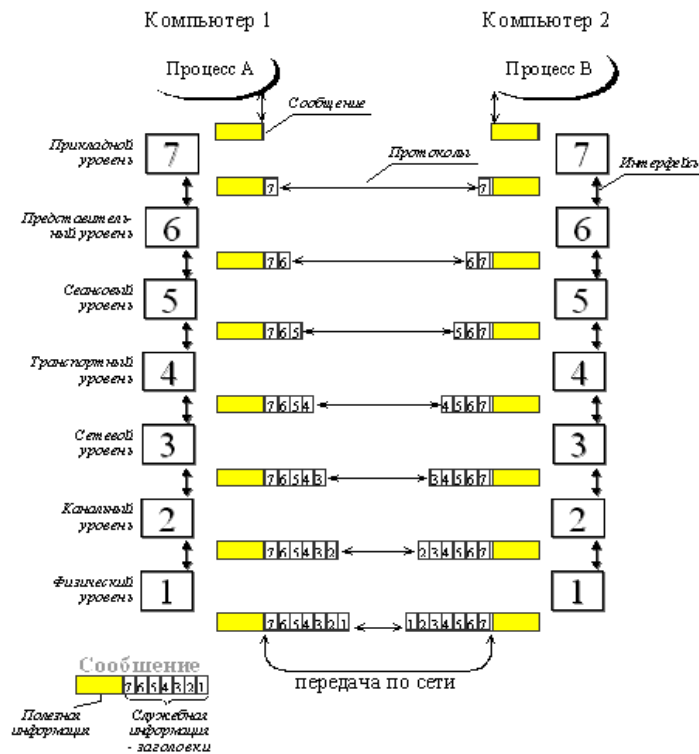 Компьютер 1
Компьютер 2
Процесс А
Процесс В
Сообщение
Прикладной
уровень
7
7
Протоколы
Интерфейсы
7
7
Представитель-
ный уровень
6
6
7 6
6 7
Сеансовый
уровень
5
5
7 6 5
5 6 7
Транспортный
уровень
4
4
7 6 5 4
4 5 6 7
Сетевой
уровень
3
3
7 6 5 4 3
3 4 5 6 7
Канальный
уровень
2
2
7 6 5 4 3 2
2 3 4 5 6 7
Физический
уровень
1
1
7 6 5 4 3 2 1
1 2 3 4 5 6 7
передача по сети
Сообщение
7 6 5 4 3 2 1
Полезная
информация
Служебная
информация
- заголовки